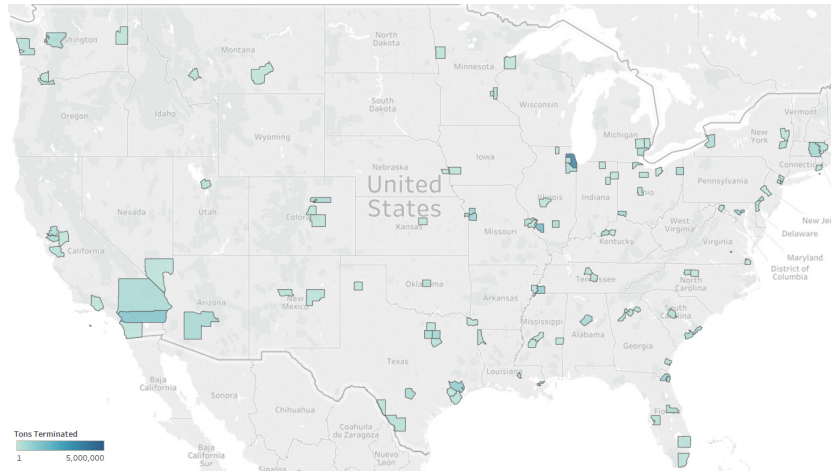 North
Dakota
Montana
Minnesota
Vermont
South
Dakota
Wisconsin
Michigan
New
York
Oregon
Idaho
Wyoming
Connecticut
Iowa
Nebraska
Pennsylvania
United
States
Nevada
Utah
Illinois
Indiana
Ohio
New Jer
Delaware
Kansas
Missouri
West
Virginia
California
Kentucky
Virginia
Maryland
District of
Columbia
Arizona
New
Mexico
Oklahoma
Arkansas
Tennessee
North
Carolina
South
Carolina
Mississippi
Alabama
Georgia
Texas
Louisiana
Baja
California
Sonora
Chihuahua
Coahuila
de Zaragoza
Nuevo
León
Baja
California
Sur
Sinaloa
Tons Terminated
1 5,000,000